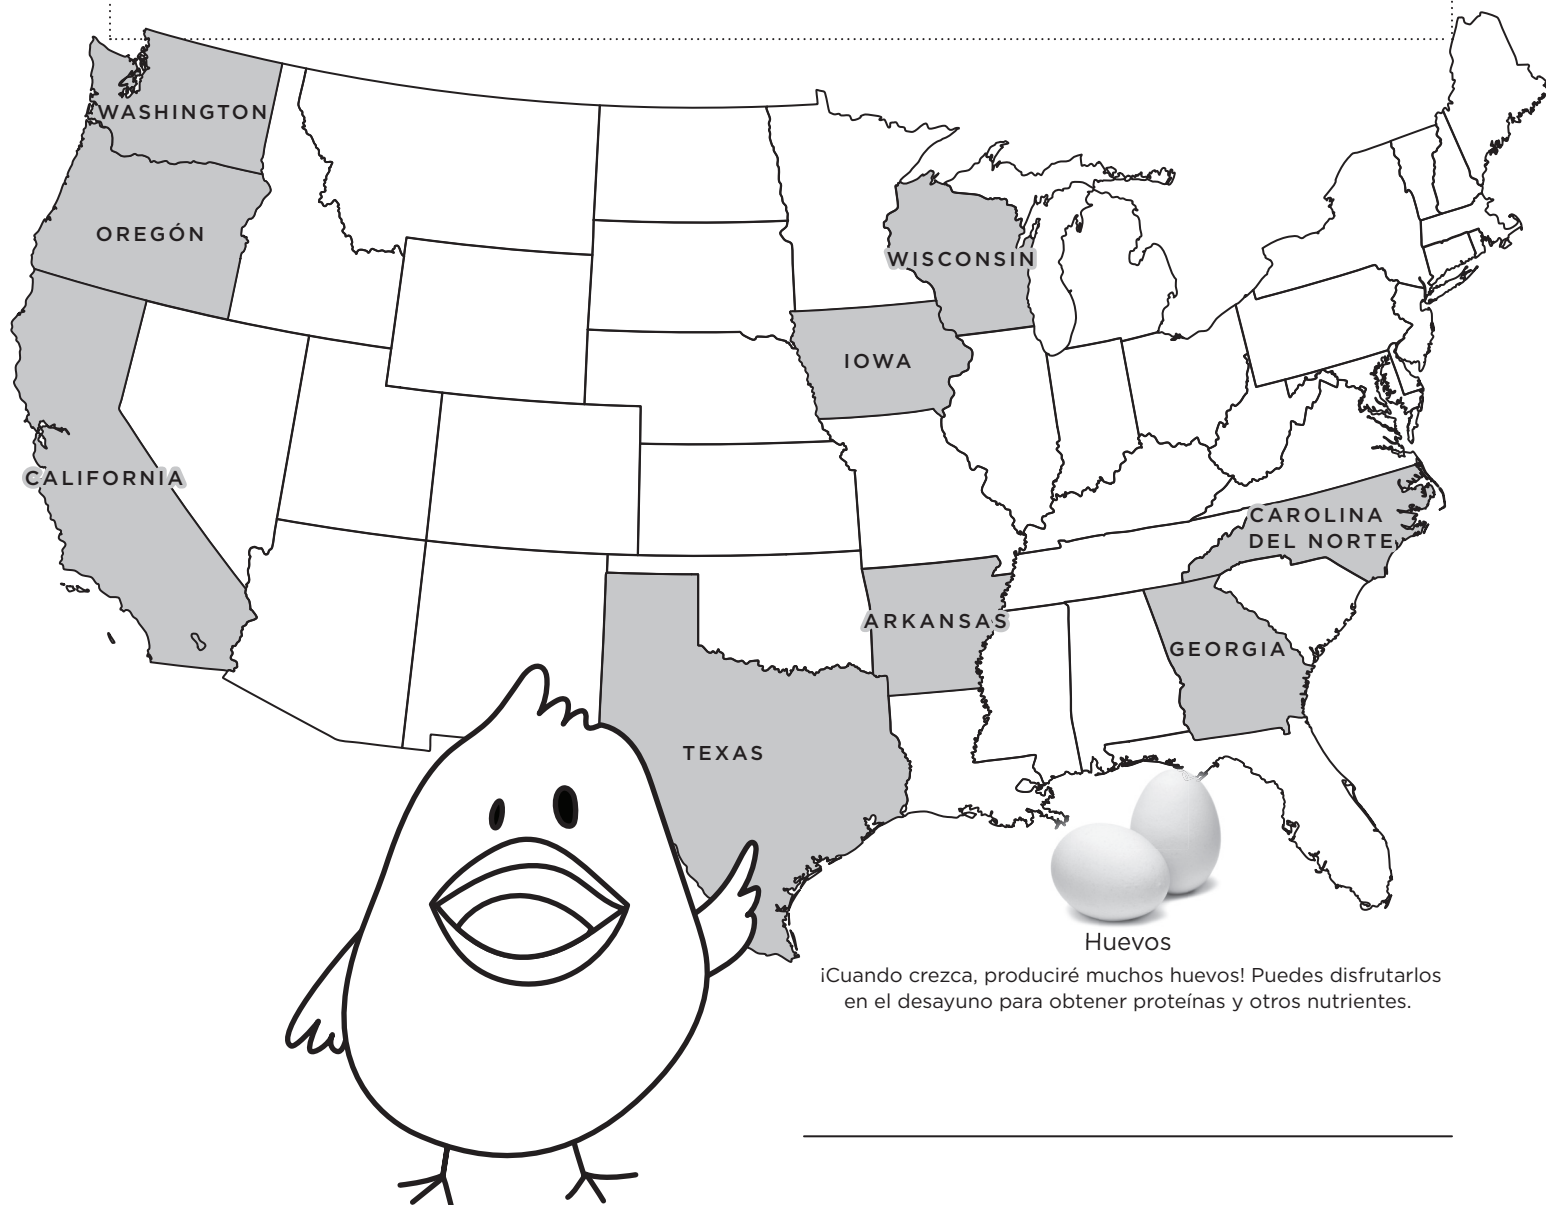 WASHINGTON
OREGÓN
WISCONSIN
IOWA
CALIFORNIA
CAROLINA
DEL NORTE
ARKANSAS
GEORGIA
TEXAS
Huevos
¡Cuando crezca, produciré muchos huevos! Puedes disfrutarlos
en el desayuno para obtener proteínas y otros nutrientes.